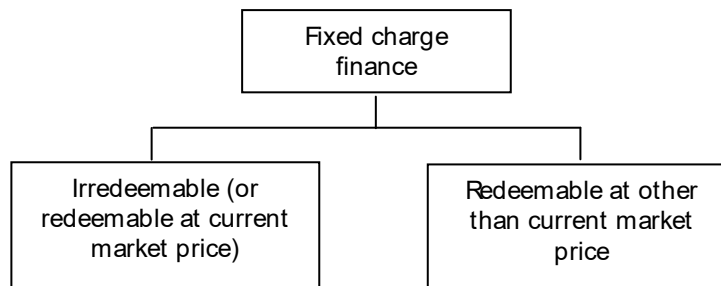 Fixed charge
finance
Irredeemable (or
redeemable at current
market price)
Redeemable at other
than current market
price